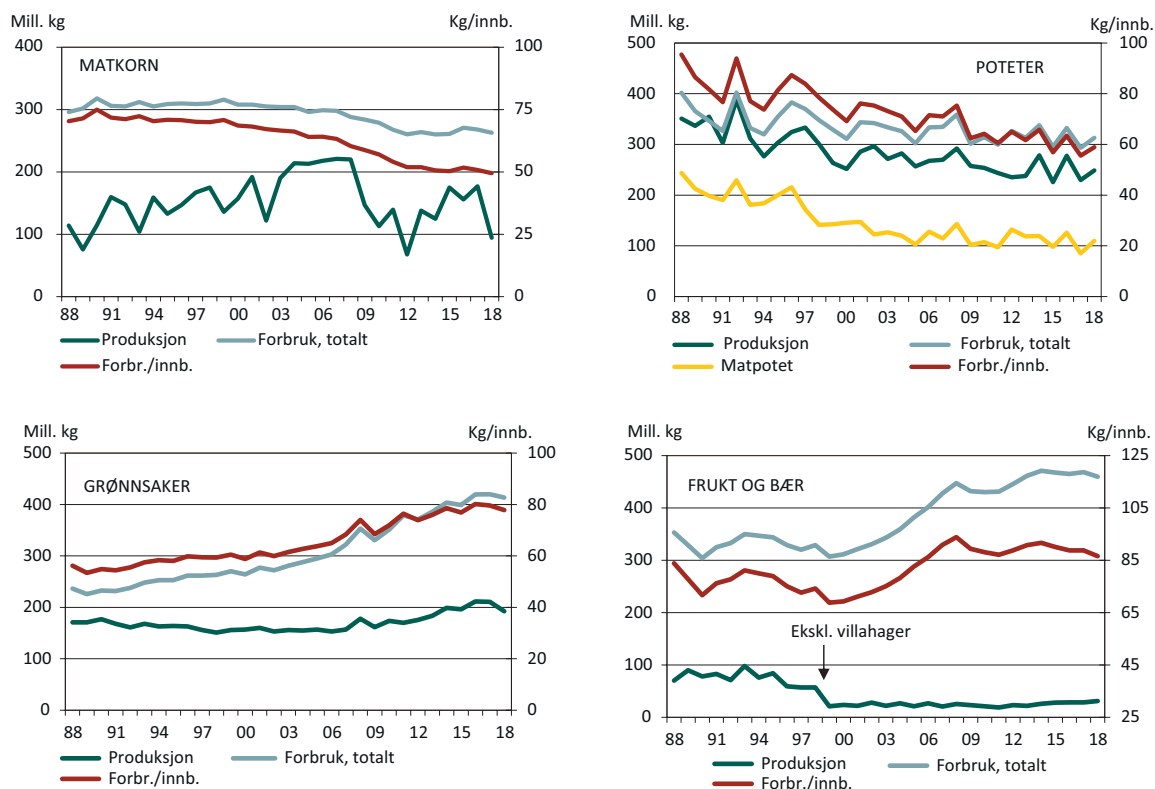 Mill. kg
Kg/innb.
MATKORN
400
300
200
100
0
100
75
50
25
0
88 91 94 97 00 03 06 09 12 15 18
Produksjon
Forbruk, totalt
Forbr./innb.
Mill. kg
Kg/innb.
POTETER
500
400
300
200
100
0
100
80
60
40
20
0
88 91 94 97 00 03 06 09 12 15 18
Produksjon
Forbruk, totalt
Matpotet
Forbr./innb.
Mill. kg
Kg/innb.
GRØNNSAKER
500
400
300
200
100
0
100
80
60
40
20
0
88 91 94 97 00 03 06 09 12 15 18
Produksjon
Forbruk, totalt
Forbr./innb.
Mill. kg
Kg/innb.
FRUKT OG BÆR
500
400
300
200
100
0
125
105
85
65
45
25
Ekskl. villahager
88 91 94 97 00 03 06 09 12 15 18
Produksjon
Forbruk, totalt
Forbr./innb.